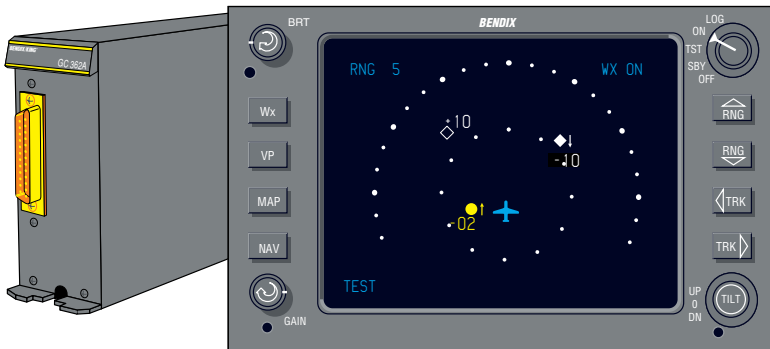 BENDIX/KING
GC 362A
BRT
BENDIX
LOG
ON
TST
SBY
OFF
RNG 5
WX ON
Wx
VP
MAP
NAV
GAIN
+10
-10
-02
TEST
RNG
RNG
TRK
TRK
UP
0
DN
TILT